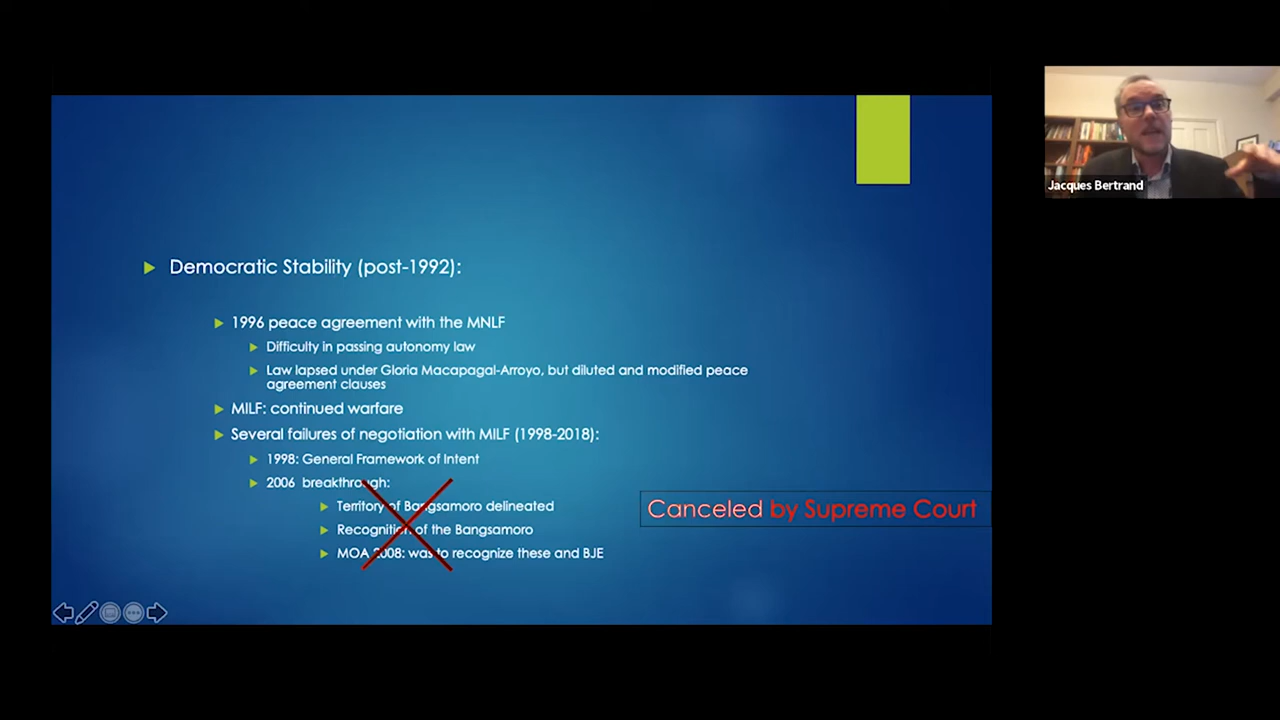 Jacques Bertrand
Democratic Stability (post-1992):
1996 peace agreement with the MNLF
Difficulty in passing autonomy law
Law lapsed under Gloria Macapagal-Arroyo, but diluted and modified peace
agreement clauses
MILF: continued warfare
Several failures of negotiation with MILF (1998-2018):
1998: General Framework of Intent
2006 breakthrough:
Territory of Bangsamoro delineated
Recognition of the Bangsamoro
MOA 2008: was to recognize these and BJE
Canceled by Supreme Court